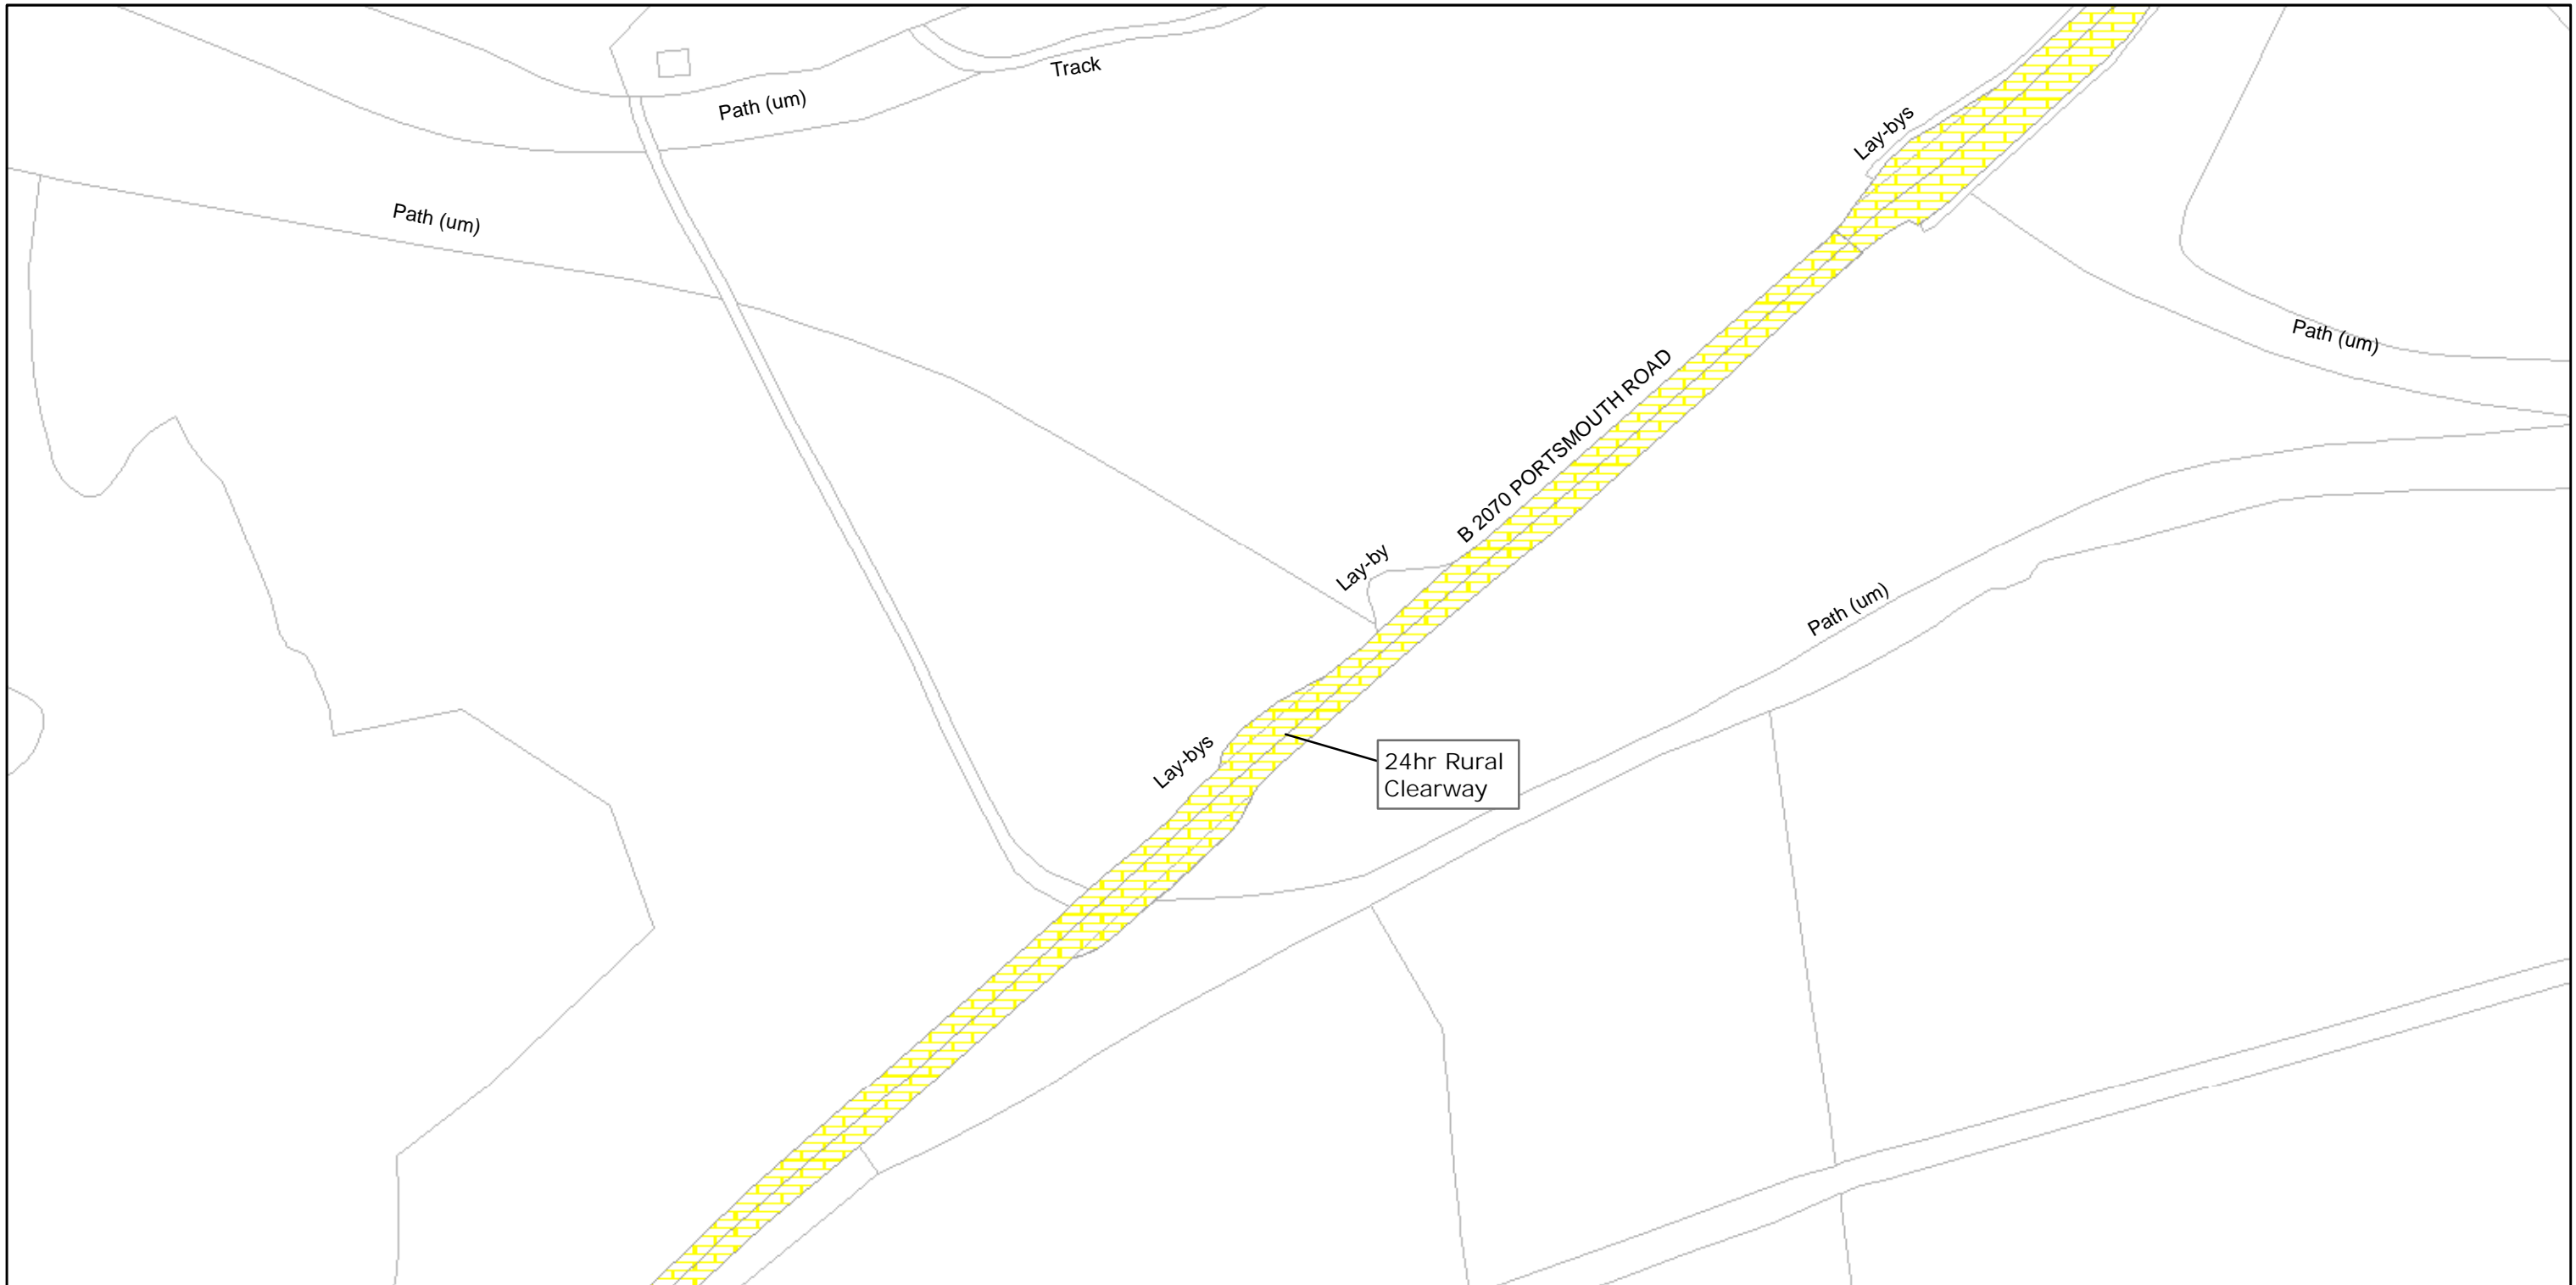 Track
Path (um)
Lay-bys
Path (um)
Path (um)
B 2070 PORTSMOUTH ROAD
Lay-by
Path (um)
Lay-bys
24hr Rural
Clearway